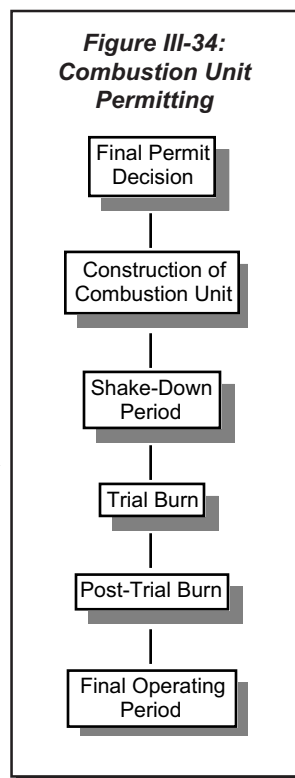 Figure III-34:
Combustion Unit
Permitting
Final Permit
Decision
Construction of
Combustion Unit
Shake-Down
Period
Trial Burn
Post-Trial Burn
Final Operating
Period